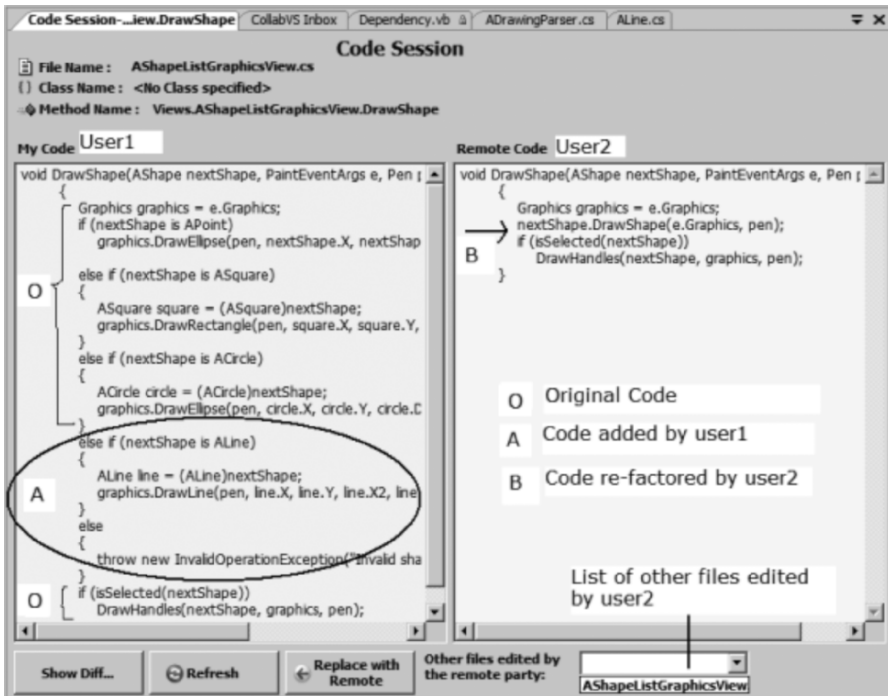 Code Session-...iew.DrawShape CollabVS Inbox Dependency.vb ADrawingParser.cs ALine.cs
Code Session
File Name : AShapeListGraphicsView.cs
Class Name : <No Class specified>
Method Name : Views.AShapeListGraphicsView.DrawShape
My Code User1
void DrawShape(AShape nextShape, PaintEventArgs e, Pen p
{
Graphics graphics = e.Graphics;
if (nextShape is APoint)
graphics.DrawEllipse(pen, nextShape.X, nextShap
else if (nextShape is ASquare)
{
ASquare square = (ASquare)nextShape;
graphics.DrawRectangle(pen, square.X, square.Y,
}
else if (nextShape is ACircle)
{
ACircle circle = (ACircle)nextShape;
graphics.DrawEllipse(pen, circle.X, circle.Y, circle.D
}
else if (nextShape is ALine)
{
ALine line = (ALine)nextShape;
graphics.DrawLine(pen, line.X, line.Y, line.X2, line
}
else
{
throw new InvalidOperationException("Invalid sha
}
if (isSelected(nextShape))
DrawHandles(nextShape, graphics, pen);
O
A
O
Remote Code User2
void DrawShape(AShape nextShape, PaintEventArgs e, Pen p
{
Graphics graphics = e.Graphics;
nextShape.DrawShape(e.Graphics, pen);
if (isSelected(nextShape))
DrawHandles(nextShape, graphics, pen);
}
B
O Original Code
A Code added by user1
B Code re-factored by user2
List of other files edited
by user2
Show Diff...
Refresh
Replace with
Remote
Other files edited by
the remote party:
AShapeListGraphicsView